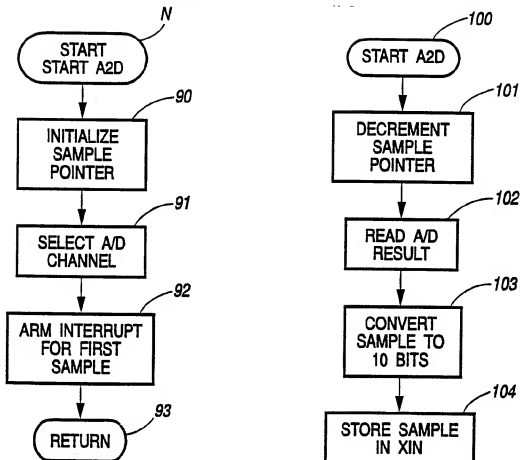 N
START
START A2D
90
INITIALIZE
SAMPLE
POINTER
91
SELECT A/D
CHANNEL
92
ARM INTERRUPT
FOR FIRST
SAMPLE
93
RETURN
100
START A2D
101
DECREMENT
SAMPLE
POINTER
102
READ A/D
RESULT
103
CONVERT
SAMPLE TO
10 BITS
104
STORE SAMPLE
IN XIN